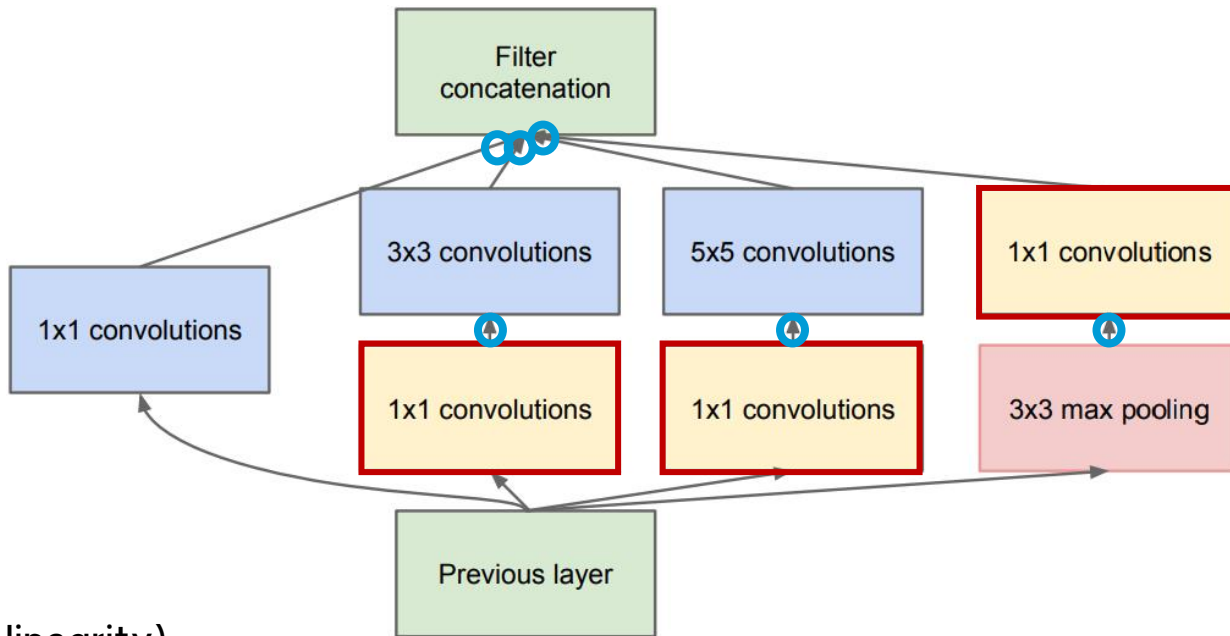 Filter
concatenation
3x3 convolutions
5x5 convolutions
1x1 convolutions
1x1 convolutions
1x1 convolutions
1x1 convolutions
3x3 max pooling
Previous layer